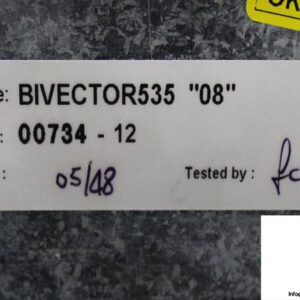 e: BIVECTOR535 "08"
: 00734 - 12
: 05/48
Tested by :